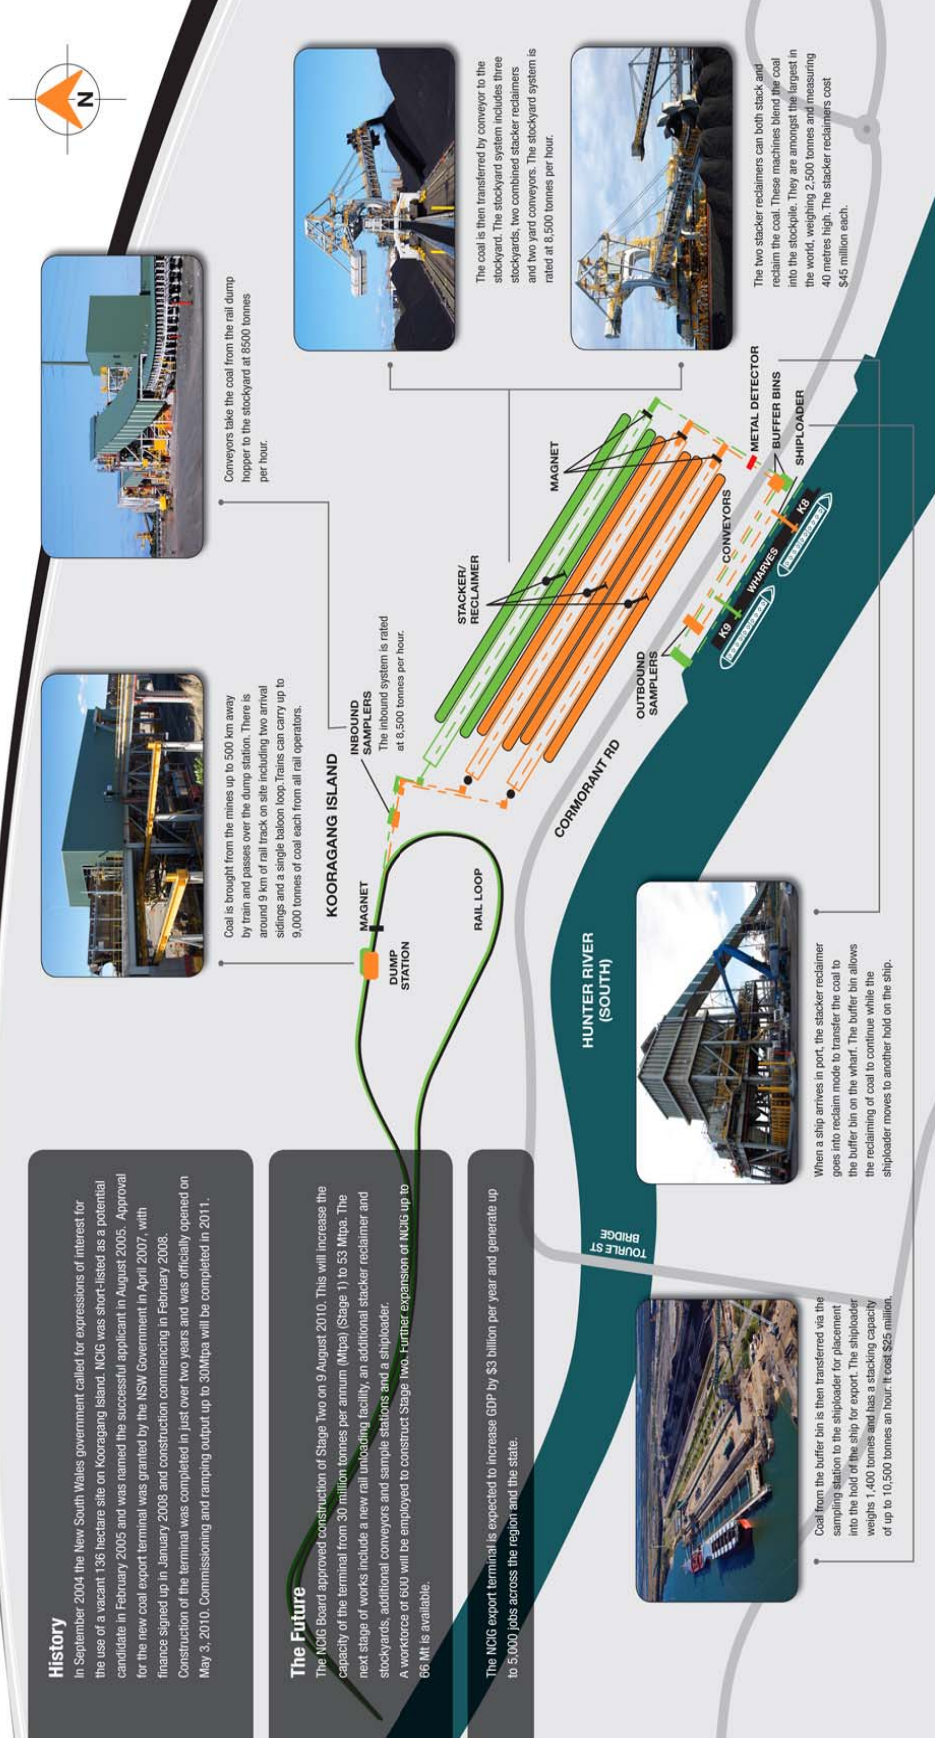 History
In September 2004 the New South Wales government called for expressions of interest for
the use of a vacant 136 hectare site on Kooragang Island. NCIG was short-listed as a potential
candidate in February 2005 and was named the successful applicant in August 2005. Approval
for the new coal export terminal was granted by the NSW Government in April 2007, with
finance signed up in January 2008 and construction commencing in February 2008.
Construction of the terminal was completed in just over two years and was officially opened on
May 3, 2010. Commissioning and ramping output up to 30Mtpa will be completed in 2011.
The Future
The NCIG Board approved construction of Stage Two on 9 August 2010. This will increase the
capacity of the terminal from 30 million tonnes per annum (Mtpa) (Stage 1) to 53 Mtpa. The
next stage of works include a new rail unloading facility, an additional stacker reclaimer and
stockyards, additional conveyors and sample stations and a shiploader.
A workforce of 600 will be employed to construct Stage Two. Further expansion of NCIG up to
66 Mt is available.
The NCIG export terminal is expected to increase GDP by $3 billion per year and generate up
to 5,000 jobs across the region and the state.
Coal is brought from the mines up to 500 km away
by train and passes over the dump station. There is
around 9 km of rail track on site including two arrival
sidings and a single baloon loop.Trains can carry up to
9,000 tonnes of coal each from all rail operators.
Conveyors take the coal from the rail dump
hopper to the stockyard at 8500 tonnes
per hour.
N
The coal is then transferred by conveyor to the
stockyard. The stockyard system includes three
stockyards, two combined stacker reclaimers
and two yard conveyors. The stockyard system is
rated at 8,500 tonnes per hour.
The two stacker reclaimers can both stack and
reclaim the coal. These machines blend the coal
into the stockpile. They are amongst the largest in
the world, weighing 2,500 tonnes and measuring
40 metres high. The stacker reclaimers cost
$45 million each.
KOORAGANG ISLAND
INBOUND
SAMPLERS
The inbound system is rated
at 8,500 tonnes per hour.
MAGNET
DUMP
STATION
RAIL LOOP
STACKER/
RECLAIMER
MAGNET
CONVEYORS
METAL DETECTOR
BUFFER BINS
SHIPLOADER
OUTBOUND
SAMPLERS
K9
WHARVES
K8
CORMORANT RD
HUNTER RIVER
(SOUTH)
TOURLE ST
BRIDGE
When a ship arrives in port, the stacker reclaimer
goes into reclaim mode to transfer the coal to
the buffer bin on the wharf. The buffer bin allows
the reclaiming of coal to continue while the
shiploader moves to another hold on the ship.
Coal from the buffer bin is then transferred via the
sampling station to the shiploader for placement
into the hold of the ship for export. The shiploader
weighs 1,400 tonnes and has a stacking capacity
of up to 10,500 tonnes an hour. It cost $25 million.